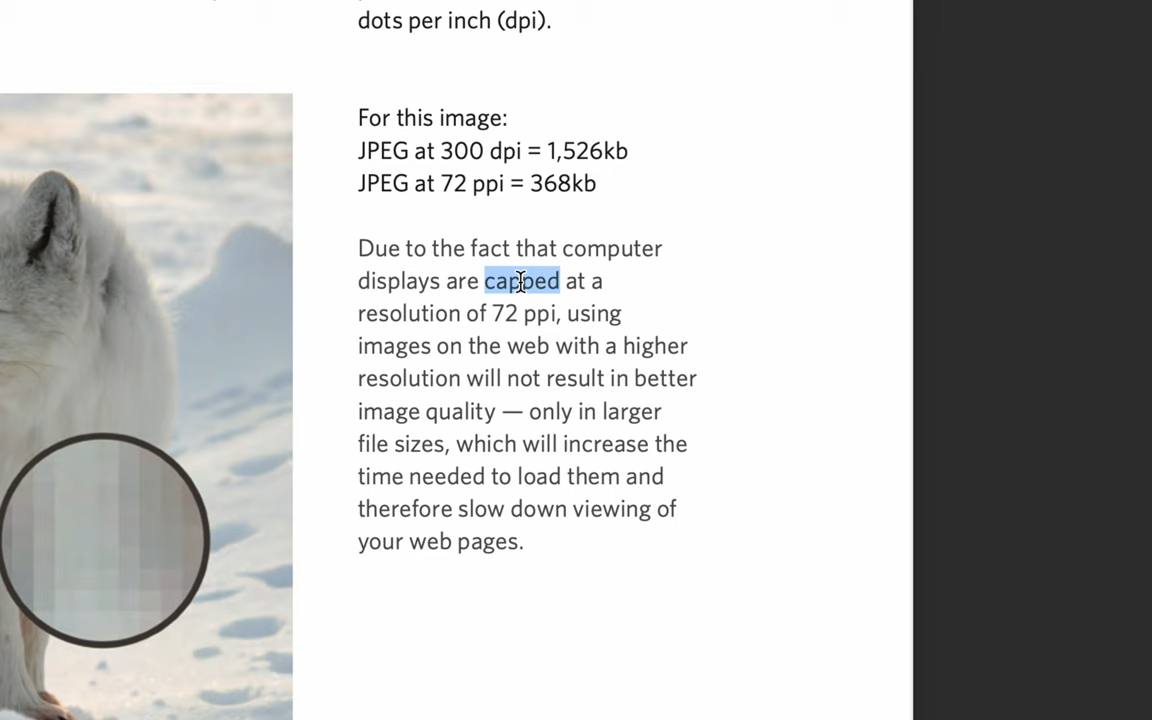 dots per inch (dpi).
For this image:
JPEG at 300 dpi = 1,526kb
JPEG at 72 ppi = 368kb
Due to the fact that computer
displays are capped at a
resolution of 72 ppi, using
images on the web with a higher
resolution will not result in better
image quality — only in larger
file sizes, which will increase the
time needed to load them and
therefore slow down viewing of
your web pages.